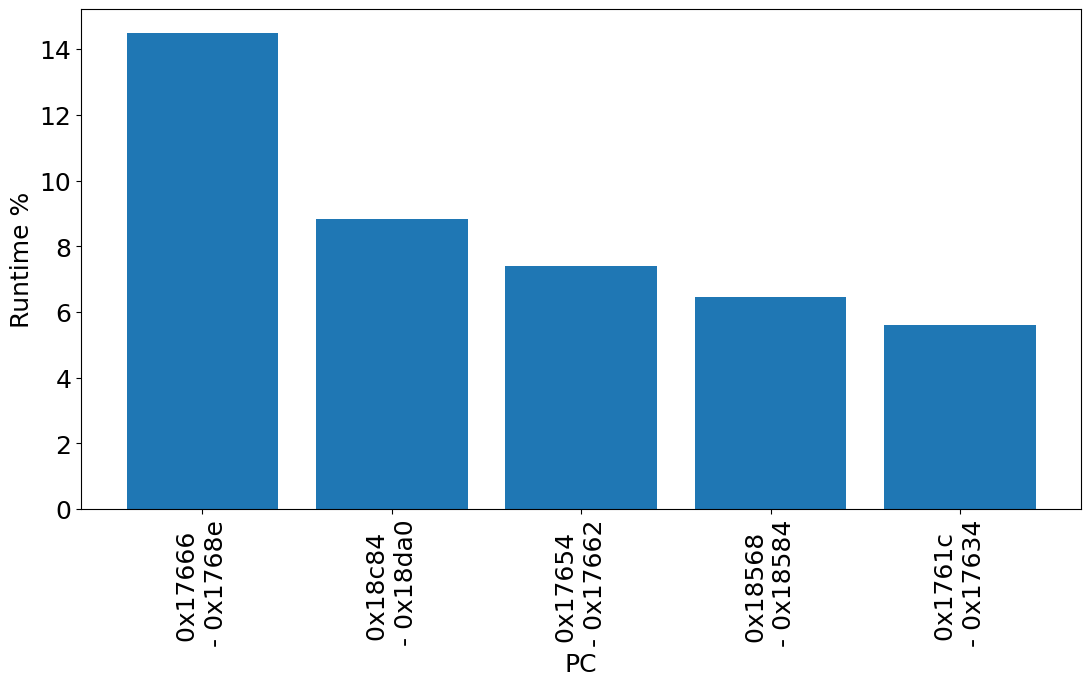 Runtime %
14
12
10
8
6
4
2
0
0x17666
- 0x1768e
0x18c84
- 0x18da0
0x17654
- 0x17662
0x18568
- 0x18584
0x1761c
- 0x17634
PC